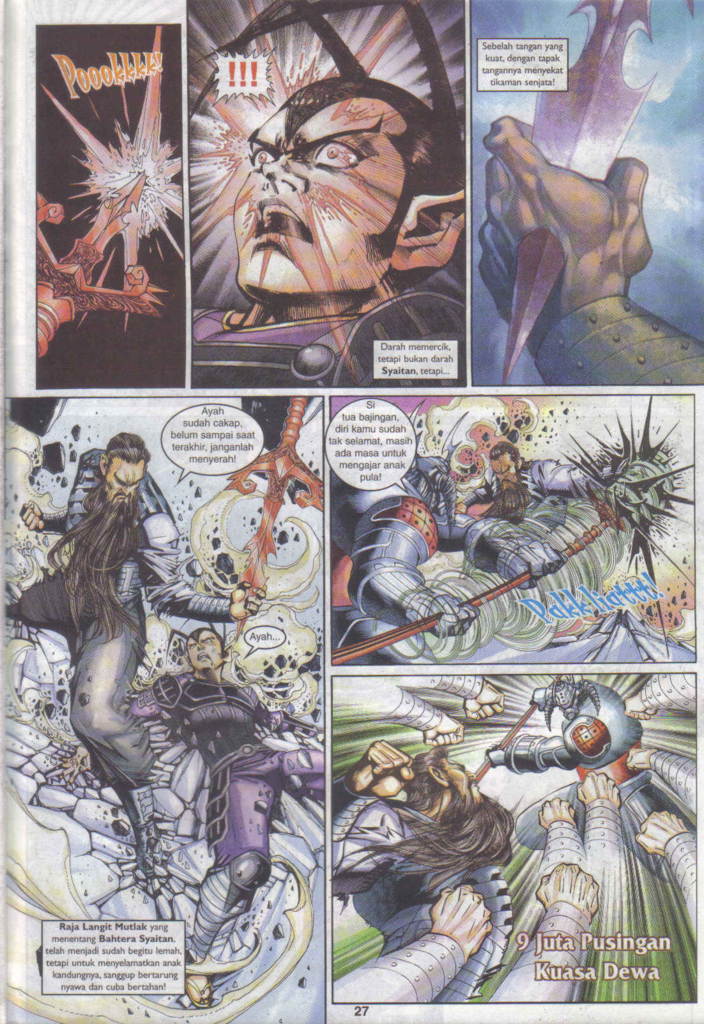 Poookkkk!
!!!
Darah memercik,
tetapi bukan darah
Syaitan, tetapi...
Sebelah tangan yang
kuat, dengan tapak
tangannya menyekat
tikaman senjata!
Ayah
sudah cakap,
belum sampai saat
terakhir, janganlah
menyerah!
Ayah...
Raja Langit Mutlak yang
menentang Bahtera Syaitan,
telah menjadi sudah begitu lemah,
tetapi untuk menyelamatkan anak
kandungnya, sanggup bertarung
nyawa dan cuba bertahan!
Si
tua bajingan,
diri kamu sudah
tak selamat, masih
ada masa untuk
mengajar anak
pula!
9 Juta Pusingan
Kuasa Dewa
27